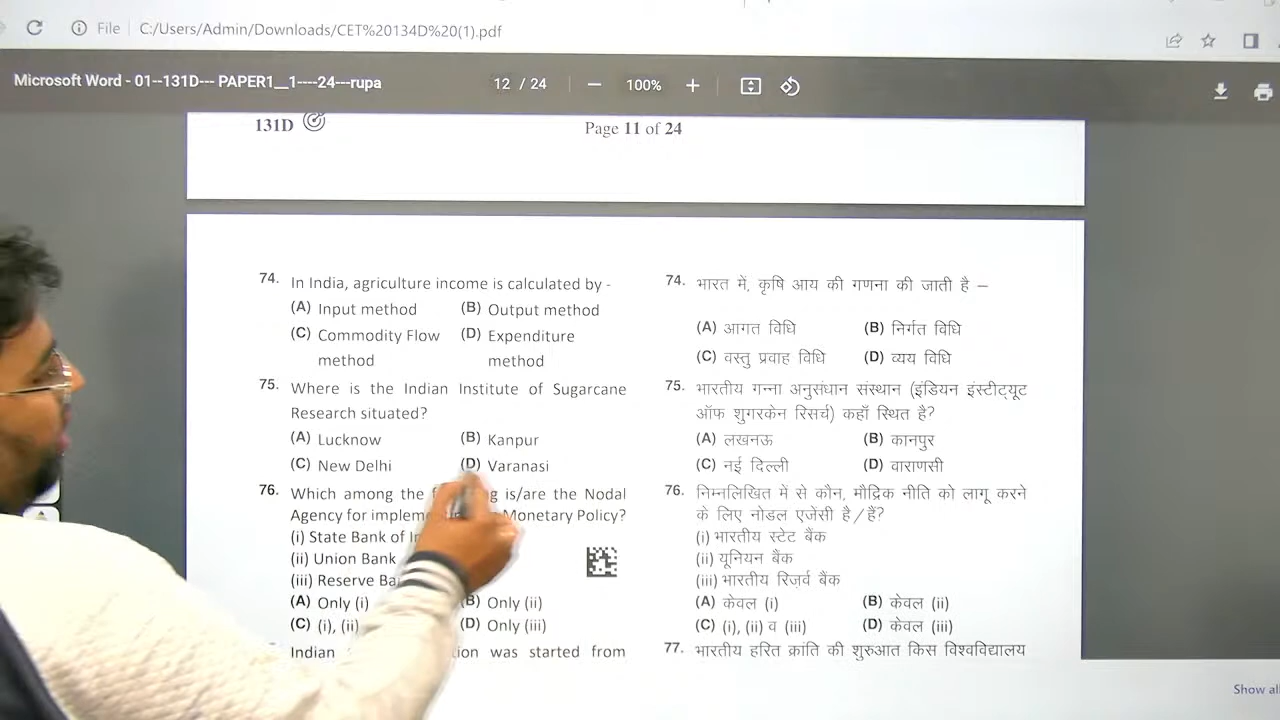 File C:/Users/Admin/Downloads/CET%20134D%20(1).pdf
Microsoft Word - 01--131D--- PAPER1__1----24---rupa 12 / 24 100%
131D Page 11 of 24
74. In India, agriculture income is calculated by -
(A) Input method (B) Output method
(C) Commodity Flow (D) Expenditure
method method
75. Where is the Indian Institute of Sugarcane
Research situated?
(A) Lucknow (B) Kanpur
(C) New Delhi (D) Varanasi
76. Which among the is/are the Nodal
Agency for Monetary Policy?
(i) State Bank of
(ii) Union Bank
(iii) Reserve
(A) Only (i) (B) Only (ii)
(C) (i), (ii) (D) Only (iii)
Indian was started from
74. भारत में, कृषि आय की गणना की जाती है –
(A) आगत विधि (B) निर्गत विधि
(C) वस्तु प्रवाह विधि (D) व्यय विधि
75. भारतीय गन्ना अनुसंधान संस्थान (इंडियन इंस्टीट्यूट
ऑफ शुगरकेन रिसर्च) कहाँ स्थित है?
(A) लखनऊ (B) कानपुर
(C) नई दिल्ली (D) वाराणसी
76. निम्नलिखित में से कौन, मौद्रिक नीति को लागू करने
के लिए नोडल एजेंसी है/हैं?
(i) भारतीय स्टेट बैंक
(ii) यूनियन बैंक
(iii) भारतीय रिज़र्व बैंक
(A) केवल (i) (B) केवल (ii)
(C) (i), (ii) व (iii) (D) केवल (iii)
77. भारतीय हरित क्रांति की शुरुआत किस विश्वविद्यालय
Show all